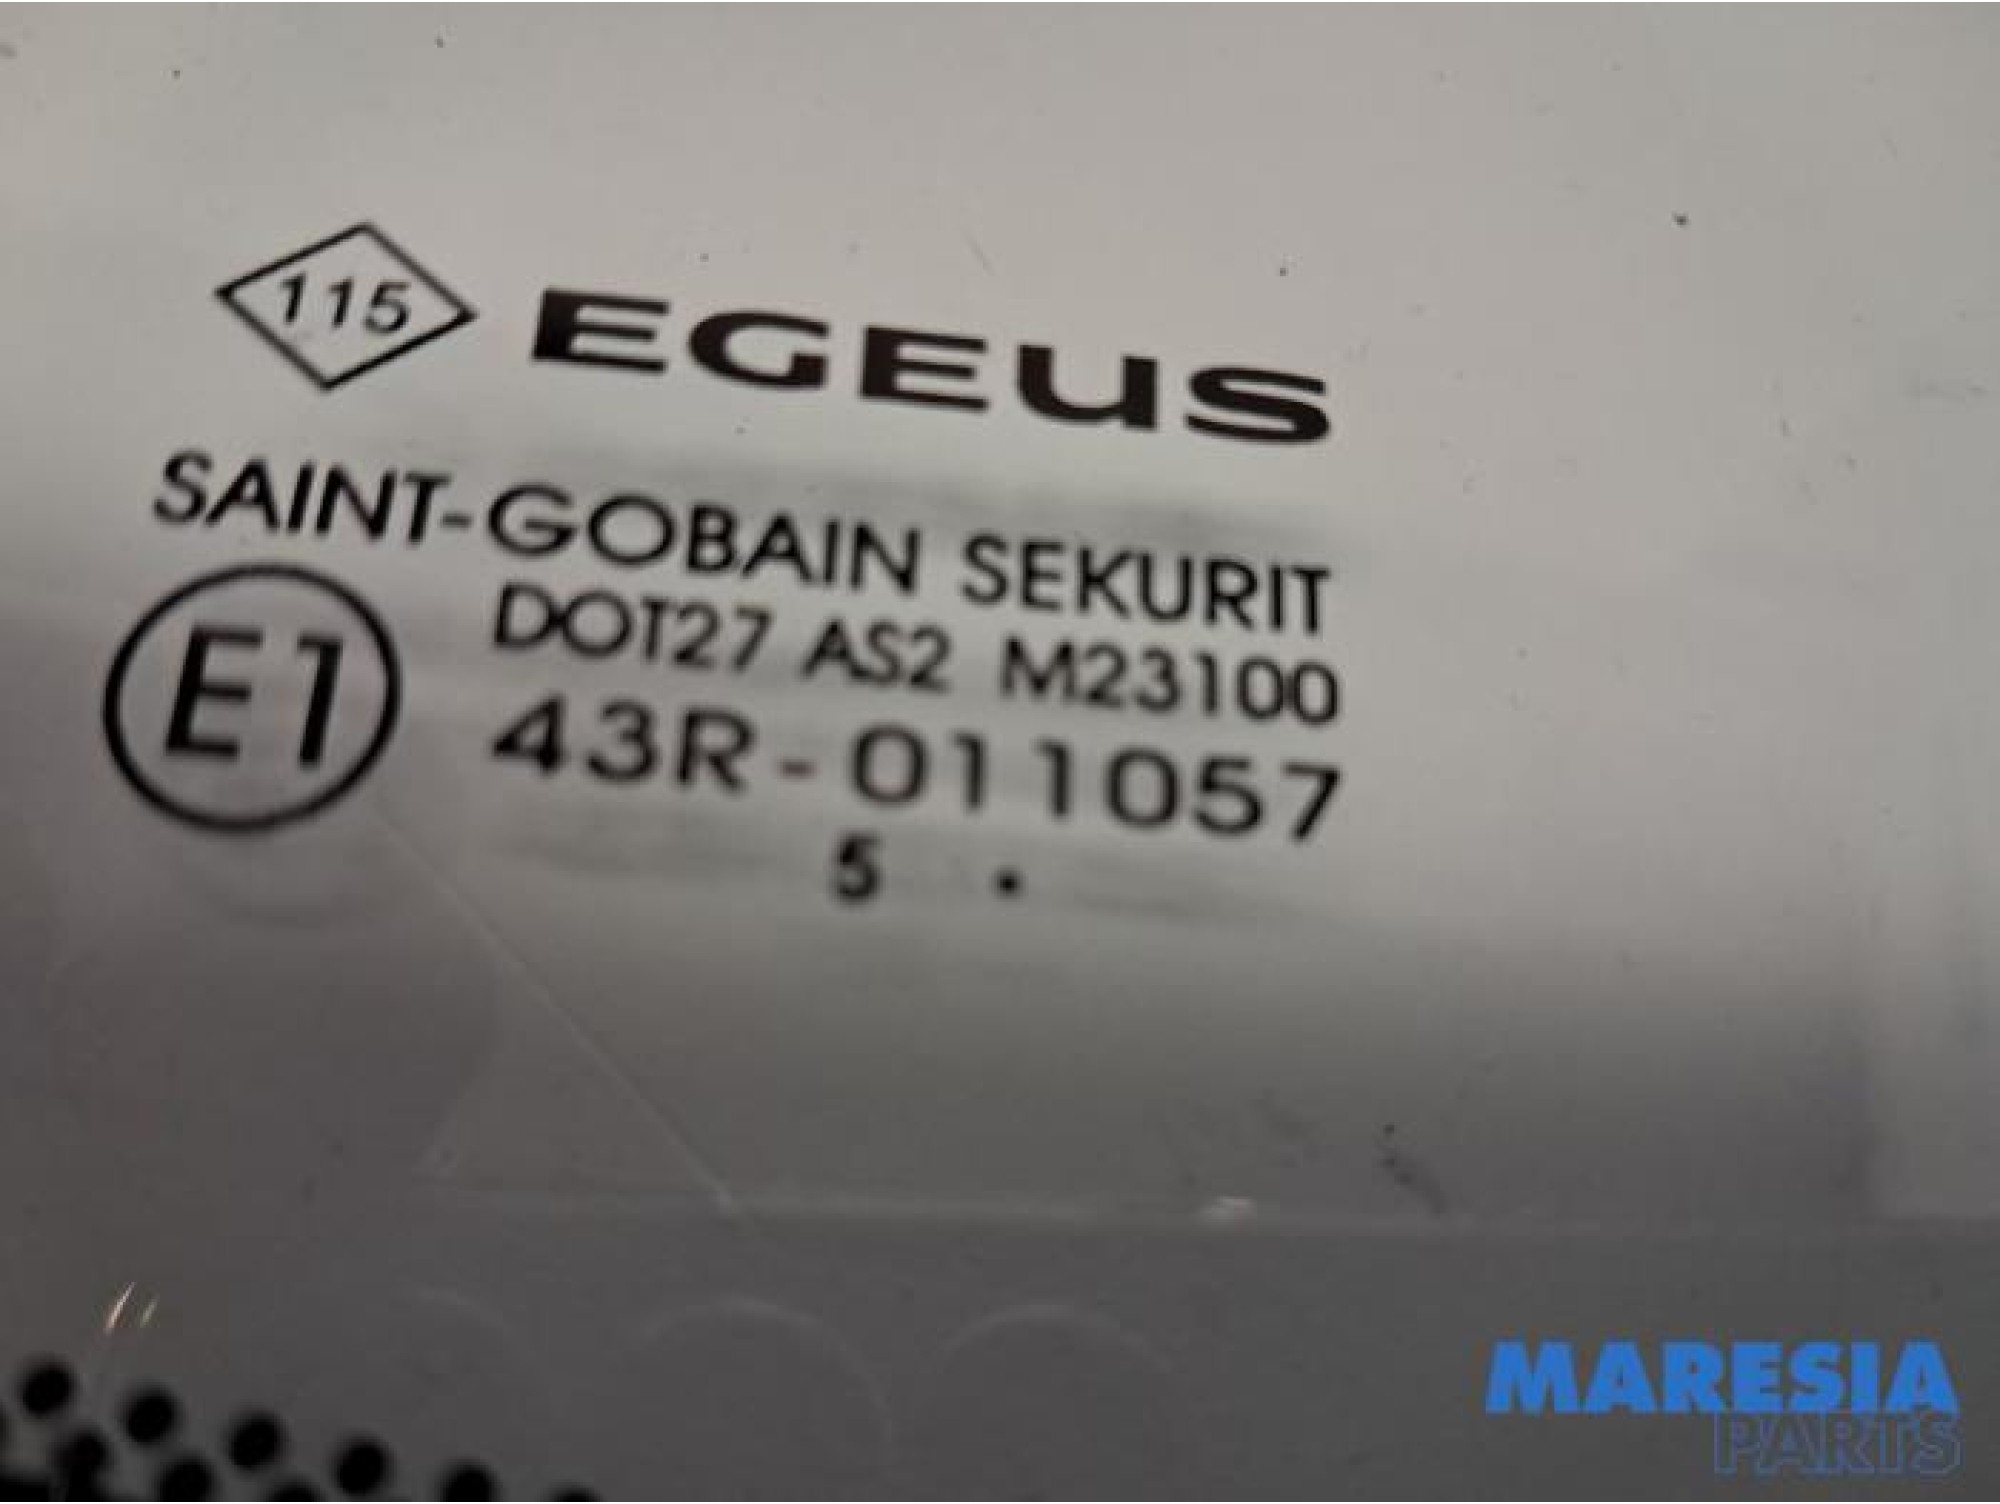 115 EGEUS
SAINT-GOBAIN SEKURIT
DOT27 AS2 M23100
E1 43R-011057
5 .
MARESIA
PARTS